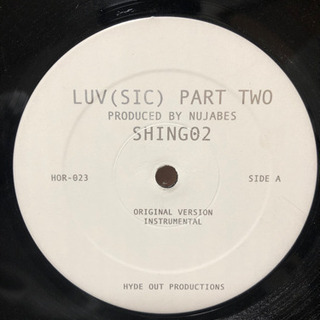 LUV(SIC) PART TWO
PRODUCED BY NUJABES
SHING02
HOR-023 SIDE A
ORIGINAL VERSION
INSTRUMENTAL
HYDE OUT PRODUCTIONS